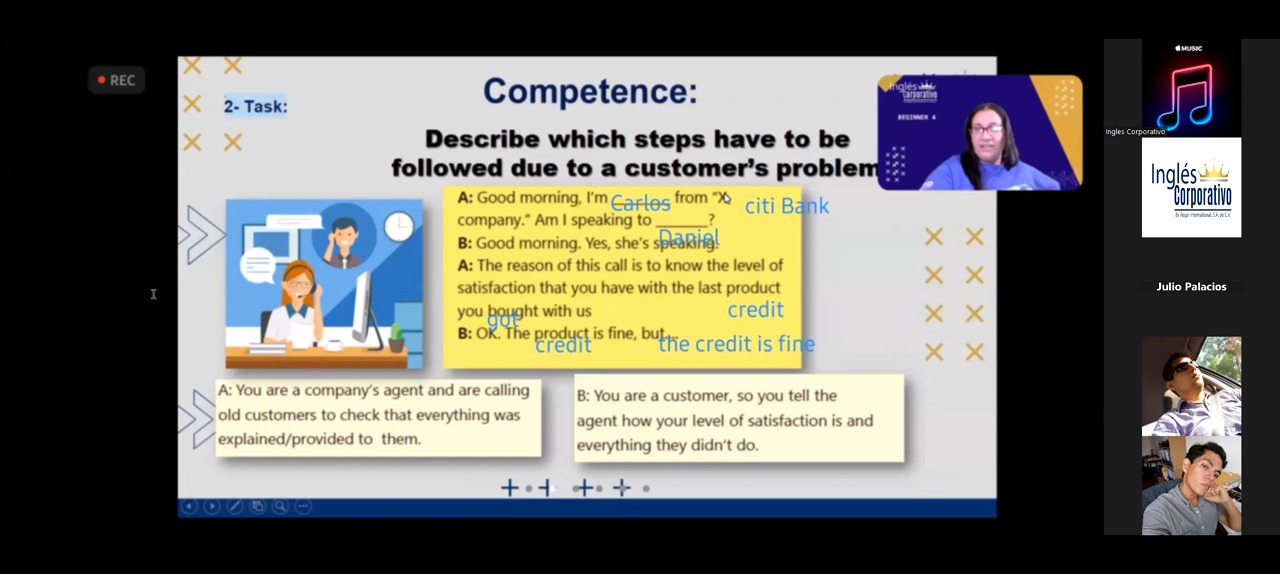 MUSIC
REC
Competence:
Inglés
Corporativo
2- Task:
BEGINNER 4
Ingles Corporativo
Describe which steps have to be
followed due to a customer's problem
Inglés
Corporativo
By Regal International, S.A. de C.V.
A: Good morning, I'm ______ from "X
Carlos
citi Bank
company." Am I speaking to ______?
B: Good morning. Yes, she's speaking.
Daniel
A: The reason of this call is to know the level of
satisfaction that you have with the last product
you bought with us
got
credit
B: OK. The product is fine, but...
credit
the credit is fine
Julio Palacios
A: You are a company's agent and are calling
old customers to check that everything was
explained/provided to them.
B: You are a customer, so you tell the
agent how your level of satisfaction is and
everything they didn't do.